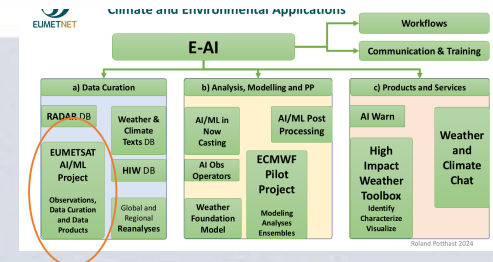 Climate and Environmental Applications
EUMETNET
Workflows
E-AI
Communication & Training
a) Data Curation
RADAR DB
Weather &
Climate
Texts DB
EUMETSAT
AI/ML
Project
Observations,
Data Curation
and Data
Products
HIW DB
Global and
Regional
Reanalyses
b) Analysis, Modelling and PP
AI/ML in
Now
Casting
AI/ML Post
Processing
AI Obs
Operators
ECMWF
Pilot
Project
Modeling
Analyses
Ensembles
Weather
Foundation
Model
c) Products and Services
AI Warn
High
Impact
Weather
Toolbox
Identify
Characterize
Visualize
Weather
and
Climate
Chat
Roland Potthast 2024